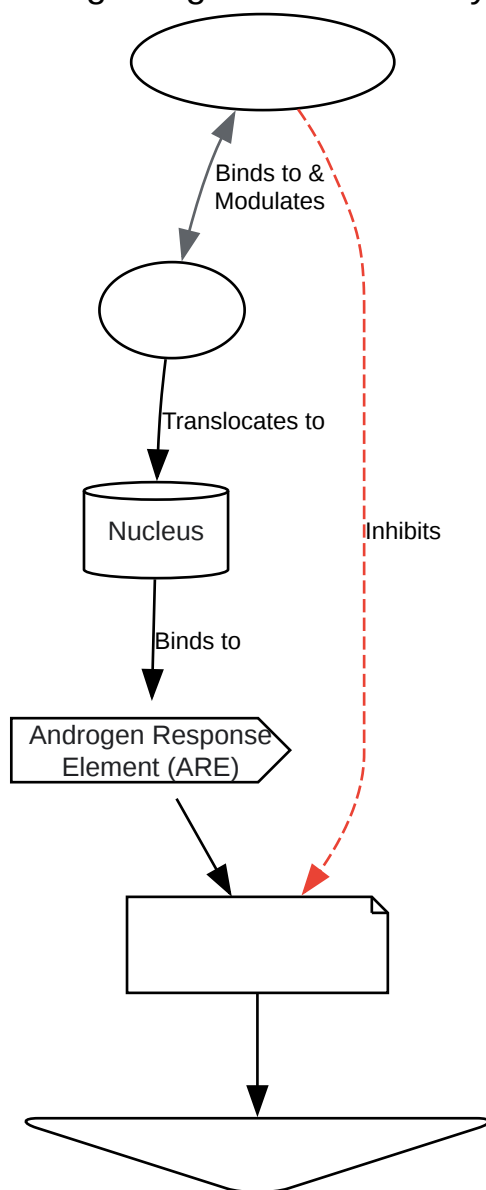 Binds to &
Modulates
Translocates to
Nucleus
Inhibits
Binds to
Androgen Response
Element (ARE)